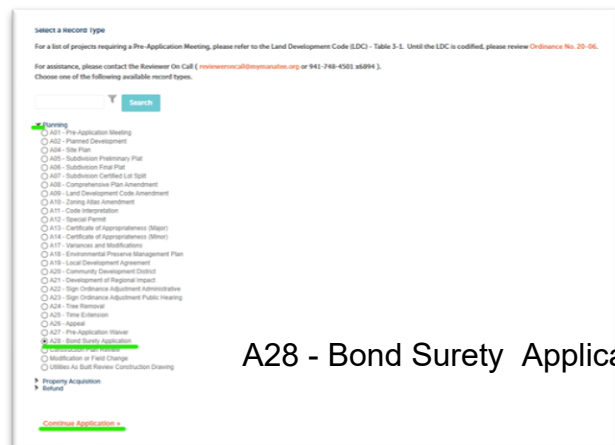 Select a Record Type
For a list of projects requiring a Pre-Application Meeting, please refer to the Land Development Code (LDC) - Table 3-1. Until the LDC is codified, please review Ordinance No. 20-06.
For assistance, please contact the Reviewer On Call ( revieweroncall@mymanatee.org or 941-748-4501 x6894 ).
Choose one of the following available record types.
Search
Planning
A01 - Pre-Application Meeting
A02 - Planned Development
A04 - Site Plan
A05 - Subdivision Preliminary Plat
A06 - Subdivision Final Plat
A07 - Subdivision Certified Lot Split
A08 - Comprehensive Plan Amendment
A09 - Land Development Code Amendment
A10 - Zoning Atlas Amendment
A11 - Code Interpretation
A12 - Special Permit
A13 - Certificate of Appropriateness (Major)
A14 - Certificate of Appropriateness (Minor)
A17 - Variances and Modifications
A18 - Environmental Preserve Management Plan
A19 - Local Development Agreement
A20 - Community Development District
A21 - Development of Regional Impact
A22 - Sign Ordinance Adjustment Administrative
A23 - Sign Ordinance Adjustment Public Hearing
A24 - Tree Removal
A25 - Time Extension
A26 - Appeal
A27 - Pre-Application Waiver
A28 - Bond Surety Application
Construction Plan Review
Modification or Field Change
Utilities As Built Review Construction Drawing
Property Acquisition
Refund
Continue Application »
A28 - Bond Surety Applica